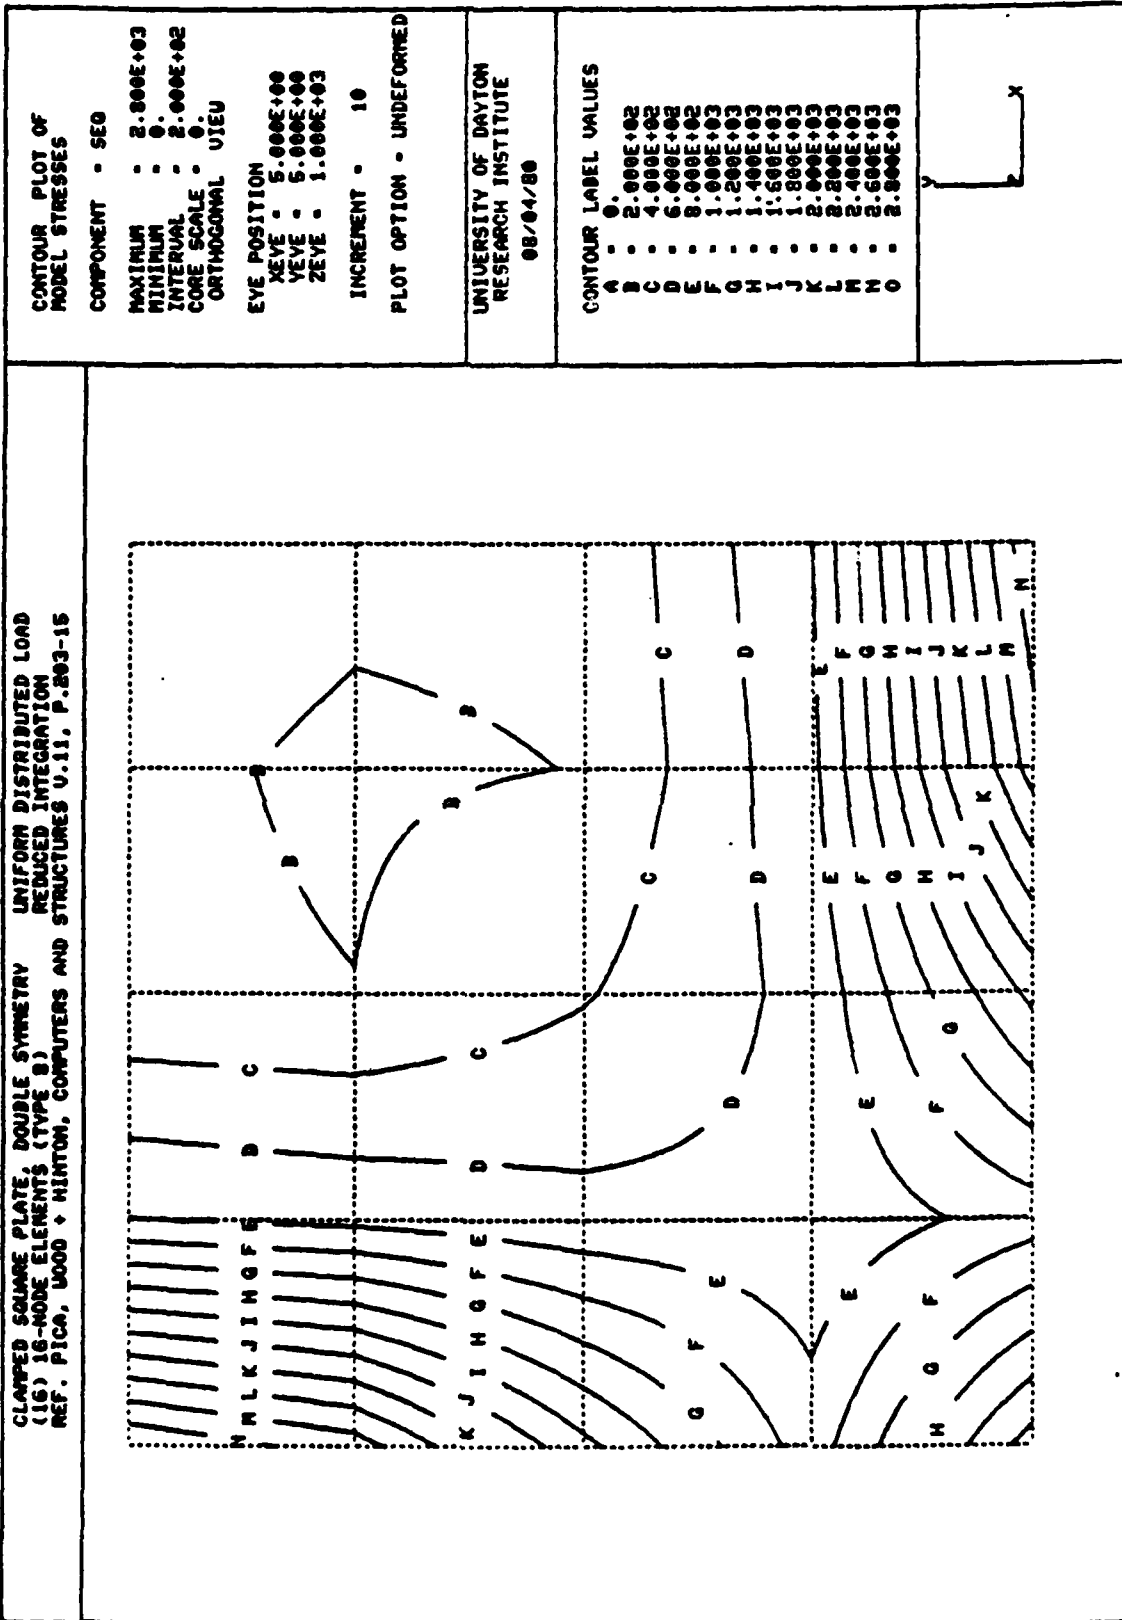 CLAMPED SQUARE PLATE, DOUBLE SYMMETRY UNIFORM DISTRIBUTED LOAD
(16) 16-NODE ELEMENTS (TYPE 8) REDUCED INTEGRATION
REF. PICA, WOOD + HINTON, COMPUTERS AND STRUCTURES V.11, P.203-15
CONTOUR PLOT OF
MODEL STRESSES
COMPONENT = SEQ
MAXIMUM = 2.800E+03
MINIMUM = 0.
INTERVAL = 2.000E+02
CORE SCALE = 0.
ORTHOGONAL VIEW
EYE POSITION
XEYE = 5.000E+00
YEYE = 5.000E+00
ZEYE = 1.000E+03
INCREMENT = 10
PLOT OPTION = UNDEFORMED
UNIVERSITY OF DAYTON
RESEARCH INSTITUTE
08/04/80
CONTOUR LABEL VALUES
A = 0.
B = 2.000E+02
C = 4.000E+02
D = 6.000E+02
E = 8.000E+02
F = 1.000E+03
G = 1.200E+03
H = 1.400E+03
I = 1.600E+03
J = 1.800E+03
K = 2.000E+03
L = 2.200E+03
M = 2.400E+03
N = 2.600E+03
O = 2.800E+03
Y
Z X
N M L K J I H G F E D C B B
K J I H G F E D C B B
G F E D C C
E D D
E F G H I J K L M N
E F G H I J K
E F G
E F G H